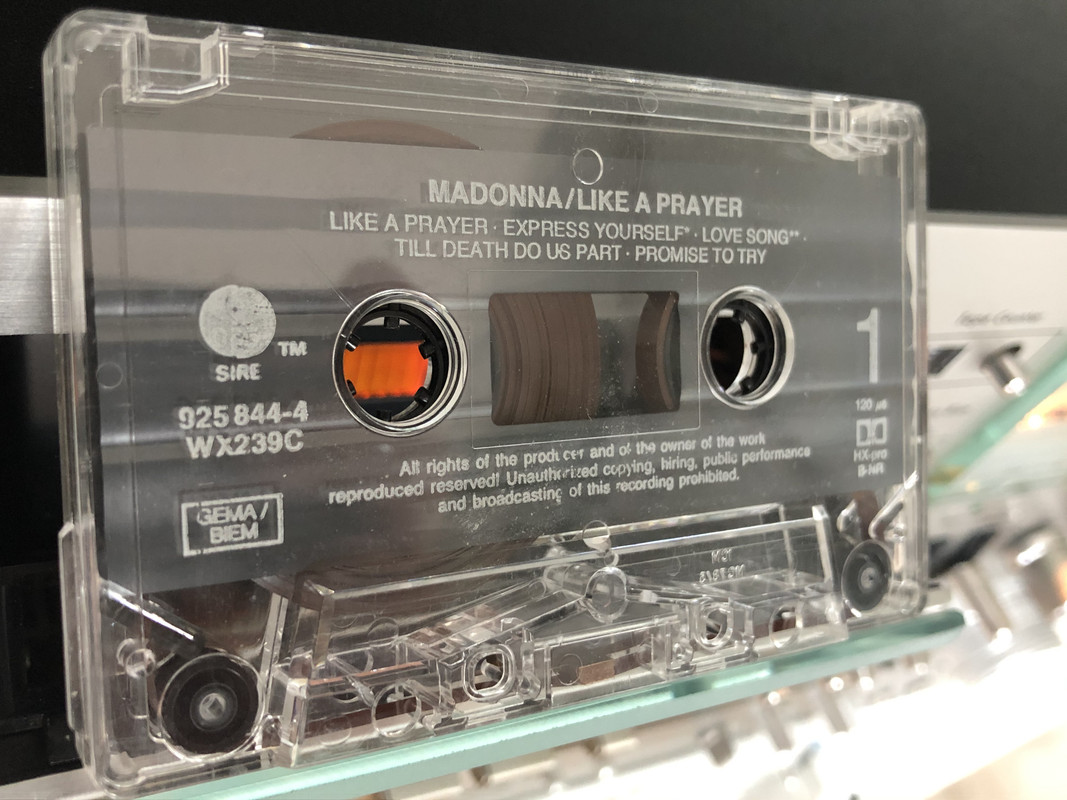 MADONNA/LIKE A PRAYER
LIKE A PRAYER · EXPRESS YOURSELF* · LOVE SONG** ·
TILL DEATH DO US PART · PROMISE TO TRY
SIRE TM
925 844-4
WX239C
GEMA/
BIEM
1
120 µs
HX-pro
B-NR
All rights of the producer and of the owner of the work
reproduced reserved! Unauthorized copying, hiring, public performance
and broadcasting of this recording prohibited.